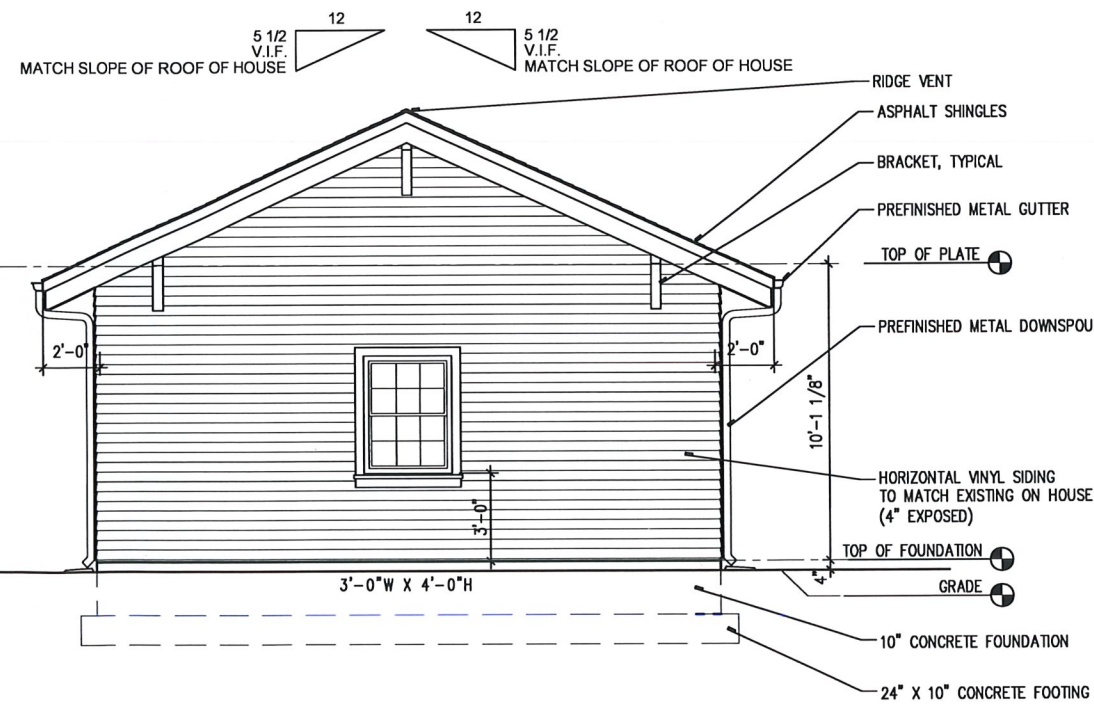 12
12
5 1/2
V.I.F.
MATCH SLOPE OF ROOF OF HOUSE
5 1/2
V.I.F.
MATCH SLOPE OF ROOF OF HOUSE
RIDGE VENT
ASPHALT SHINGLES
BRACKET, TYPICAL
PREFINISHED METAL GUTTER
TOP OF PLATE
PREFINISHED METAL DOWNSPOU
2'-0"
2'-0"
10'-1 1/8"
HORIZONTAL VINYL SIDING
TO MATCH EXISTING ON HOUSE
(4" EXPOSED)
3'-0"
TOP OF FOUNDATION
4"
GRADE
3'-0"W X 4'-0"H
10" CONCRETE FOUNDATION
24" X 10" CONCRETE FOOTING